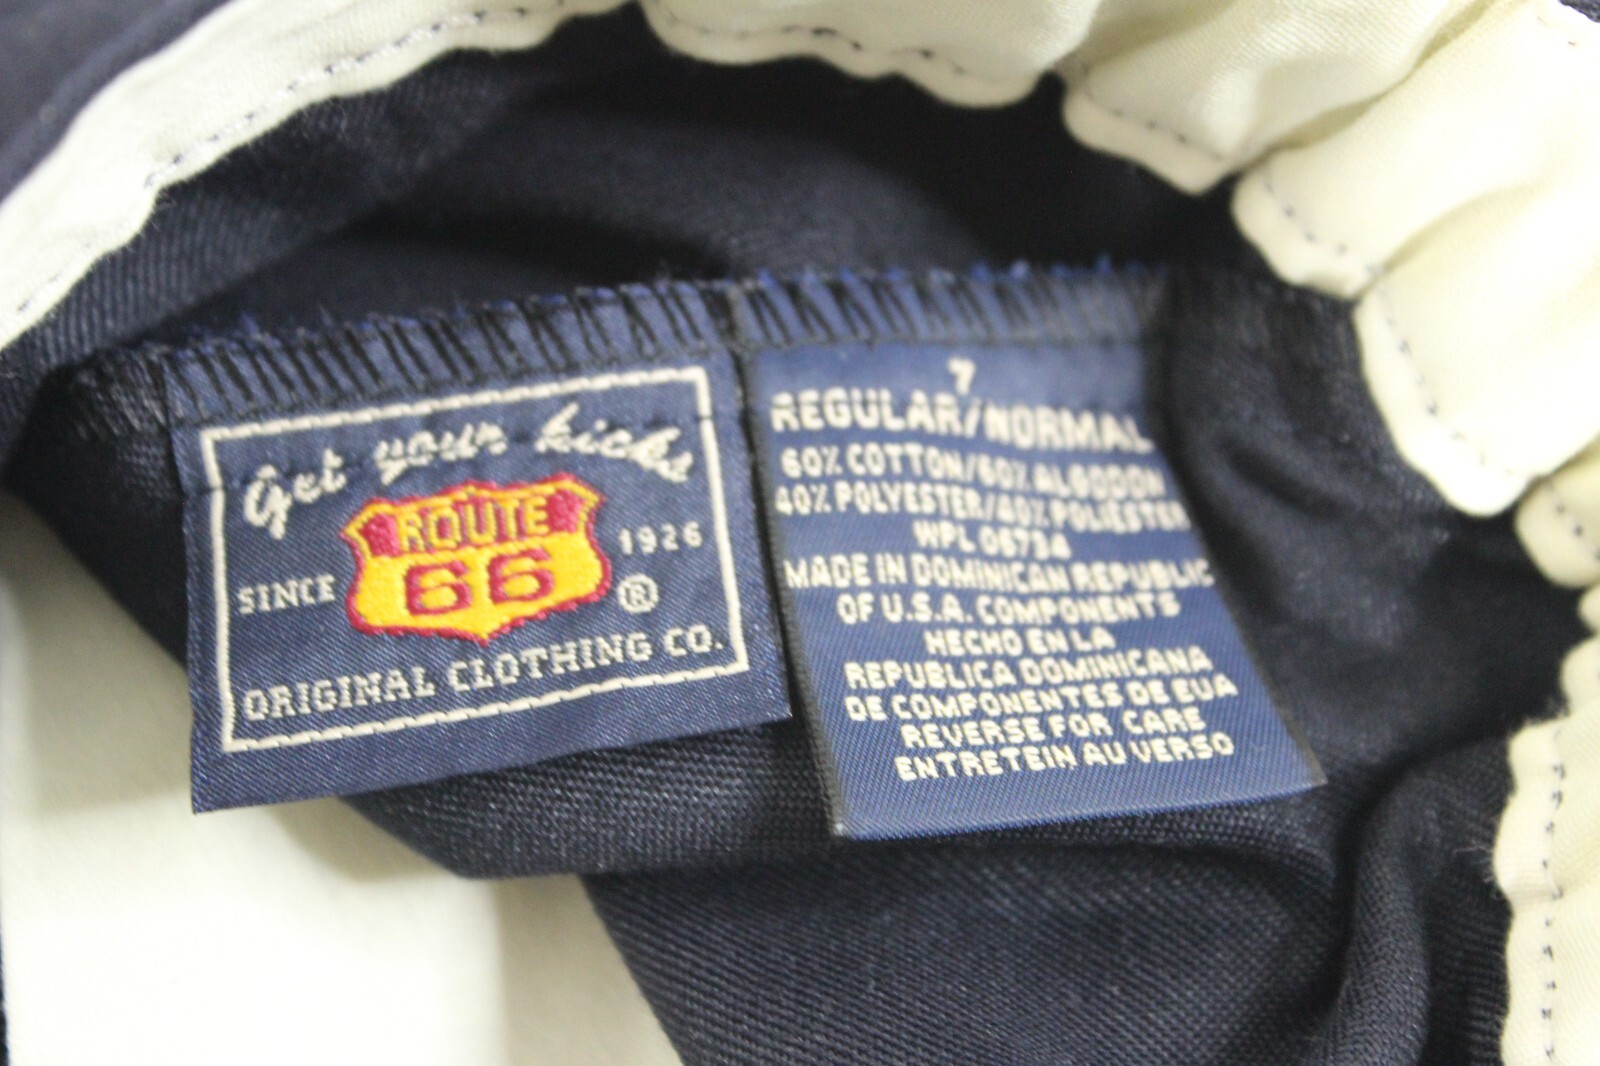 Get your kicks
ROUTE
66
SINCE
1926
®
ORIGINAL CLOTHING CO.
7
REGULAR/NORMAL
60% COTTON/60% ALGODON
40% POLYESTER/40% POLIESTER
WPL 06734
MADE IN DOMINICAN REPUBLIC
OF U.S.A. COMPONENTS
HECHO EN LA
REPUBLICA DOMINICANA
DE COMPONENTES DE EUA
REVERSE FOR CARE
ENTRETEIN AU VERSO